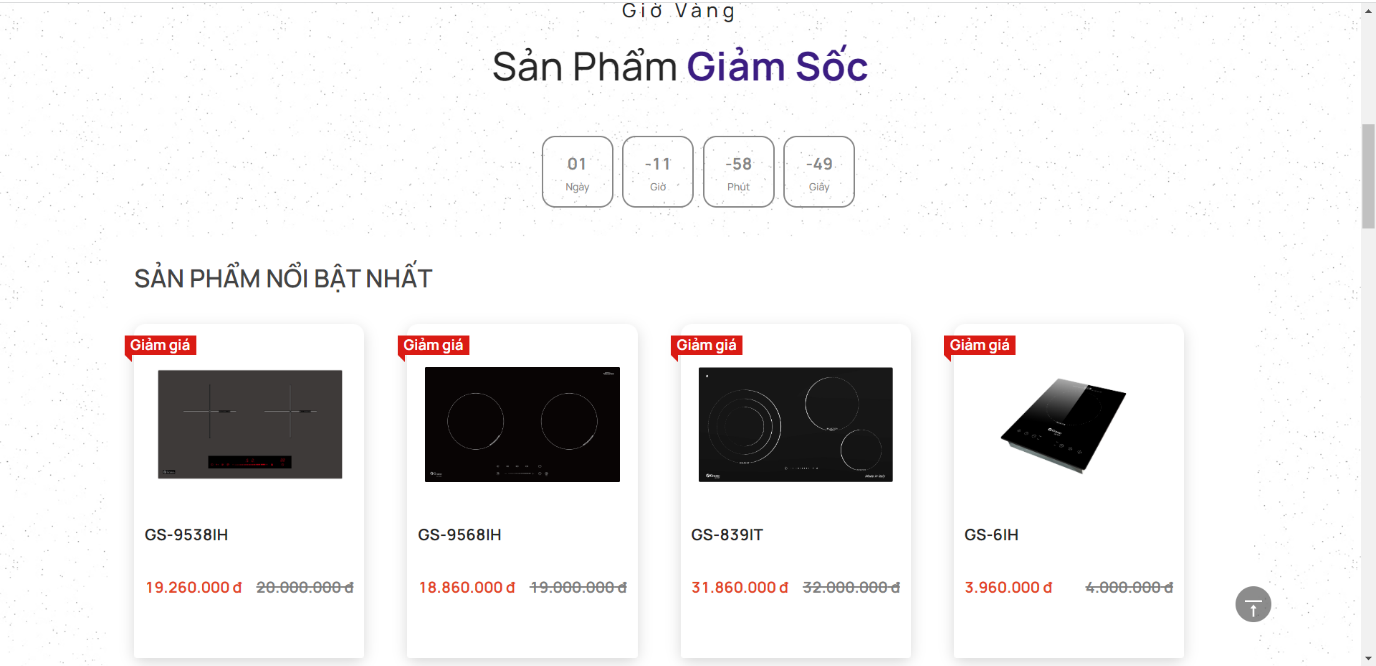 Giờ Vàng
Sản Phẩm Giảm Sốc
01 -11 -58 -49
Ngày Giờ Phút Giây
SẢN PHẨM NỔI BẬT NHẤT
Giảm giá Giảm giá Giảm giá Giảm giá
GS-9538IH GS-9568IH GS-839IT GS-6IH
19.260.000 đ 20.000.000 đ 18.860.000 đ 19.000.000 đ 31.860.000 đ 32.000.000 đ 3.960.000 đ 4.000.000 đ